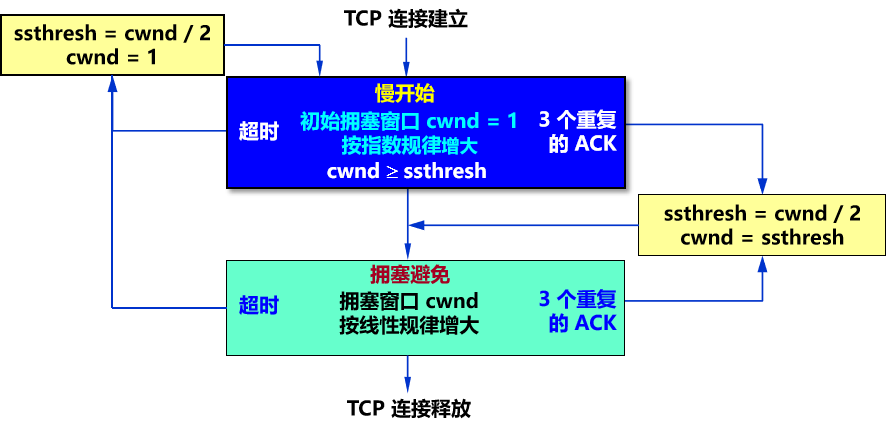 TCP 连接建立
ssthresh = cwnd / 2
cwnd = 1
慢开始
超时
初始拥塞窗口 cwnd = 1
按指数规律增大
cwnd ≥ ssthresh
3 个重复
的 ACK
ssthresh = cwnd / 2
cwnd = ssthresh
拥塞避免
超时
拥塞窗口 cwnd
按线性规律增大
3 个重复
的 ACK
TCP 连接释放